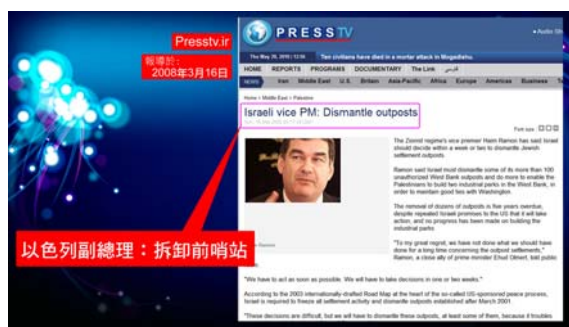 Presstv.ir
報導於：
2008年3月16日
以色列副總理：拆卸前哨站
PRESSTV
Ten civilians have died in a mortar attack in Mogadishu.
HOME REPORTS PROGRAMS DOCUMENTARY The Link فارسی
NEWS Iran Middle East U.S. Britain Asia-Pacific Africa Europe Americas Business
Home > Middle East > Palestine
Israeli vice PM: Dismantle outposts
Font size :
The Zionist regime's vice premier Haim Ramon has said Israel
should decide within a week or two to dismantle Jewish
settlement outposts.
Ramon said Israel must dismantle some of its more than 100
unauthorized West Bank outposts and do more to enable the
Palestinians to build two industrial parks in the West Bank, in
order to maintain good ties with Washington.
The removal of dozens of outposts is five years overdue,
despite repeated Israeli promises to the US that it will take
action, and no progress has been made on building the
industrial parks
"To my great regret, we have not done what we should have
done for a long time concerning the outpost settlements,"
Ramon, a close ally of prime minister Ehud Olmert, told public
"We have to act as soon as possible. We will have to take decisions in one or two weeks."
According to the 2003 internationally-drafted Road Map at the heart of the so-called US-sponsored peace process,
Israel is required to freeze all settlement activity and dismantle outposts established after March 2001.
"These decisions are difficult, but we will have to dismantle these outposts, at least some of them, because it troubles